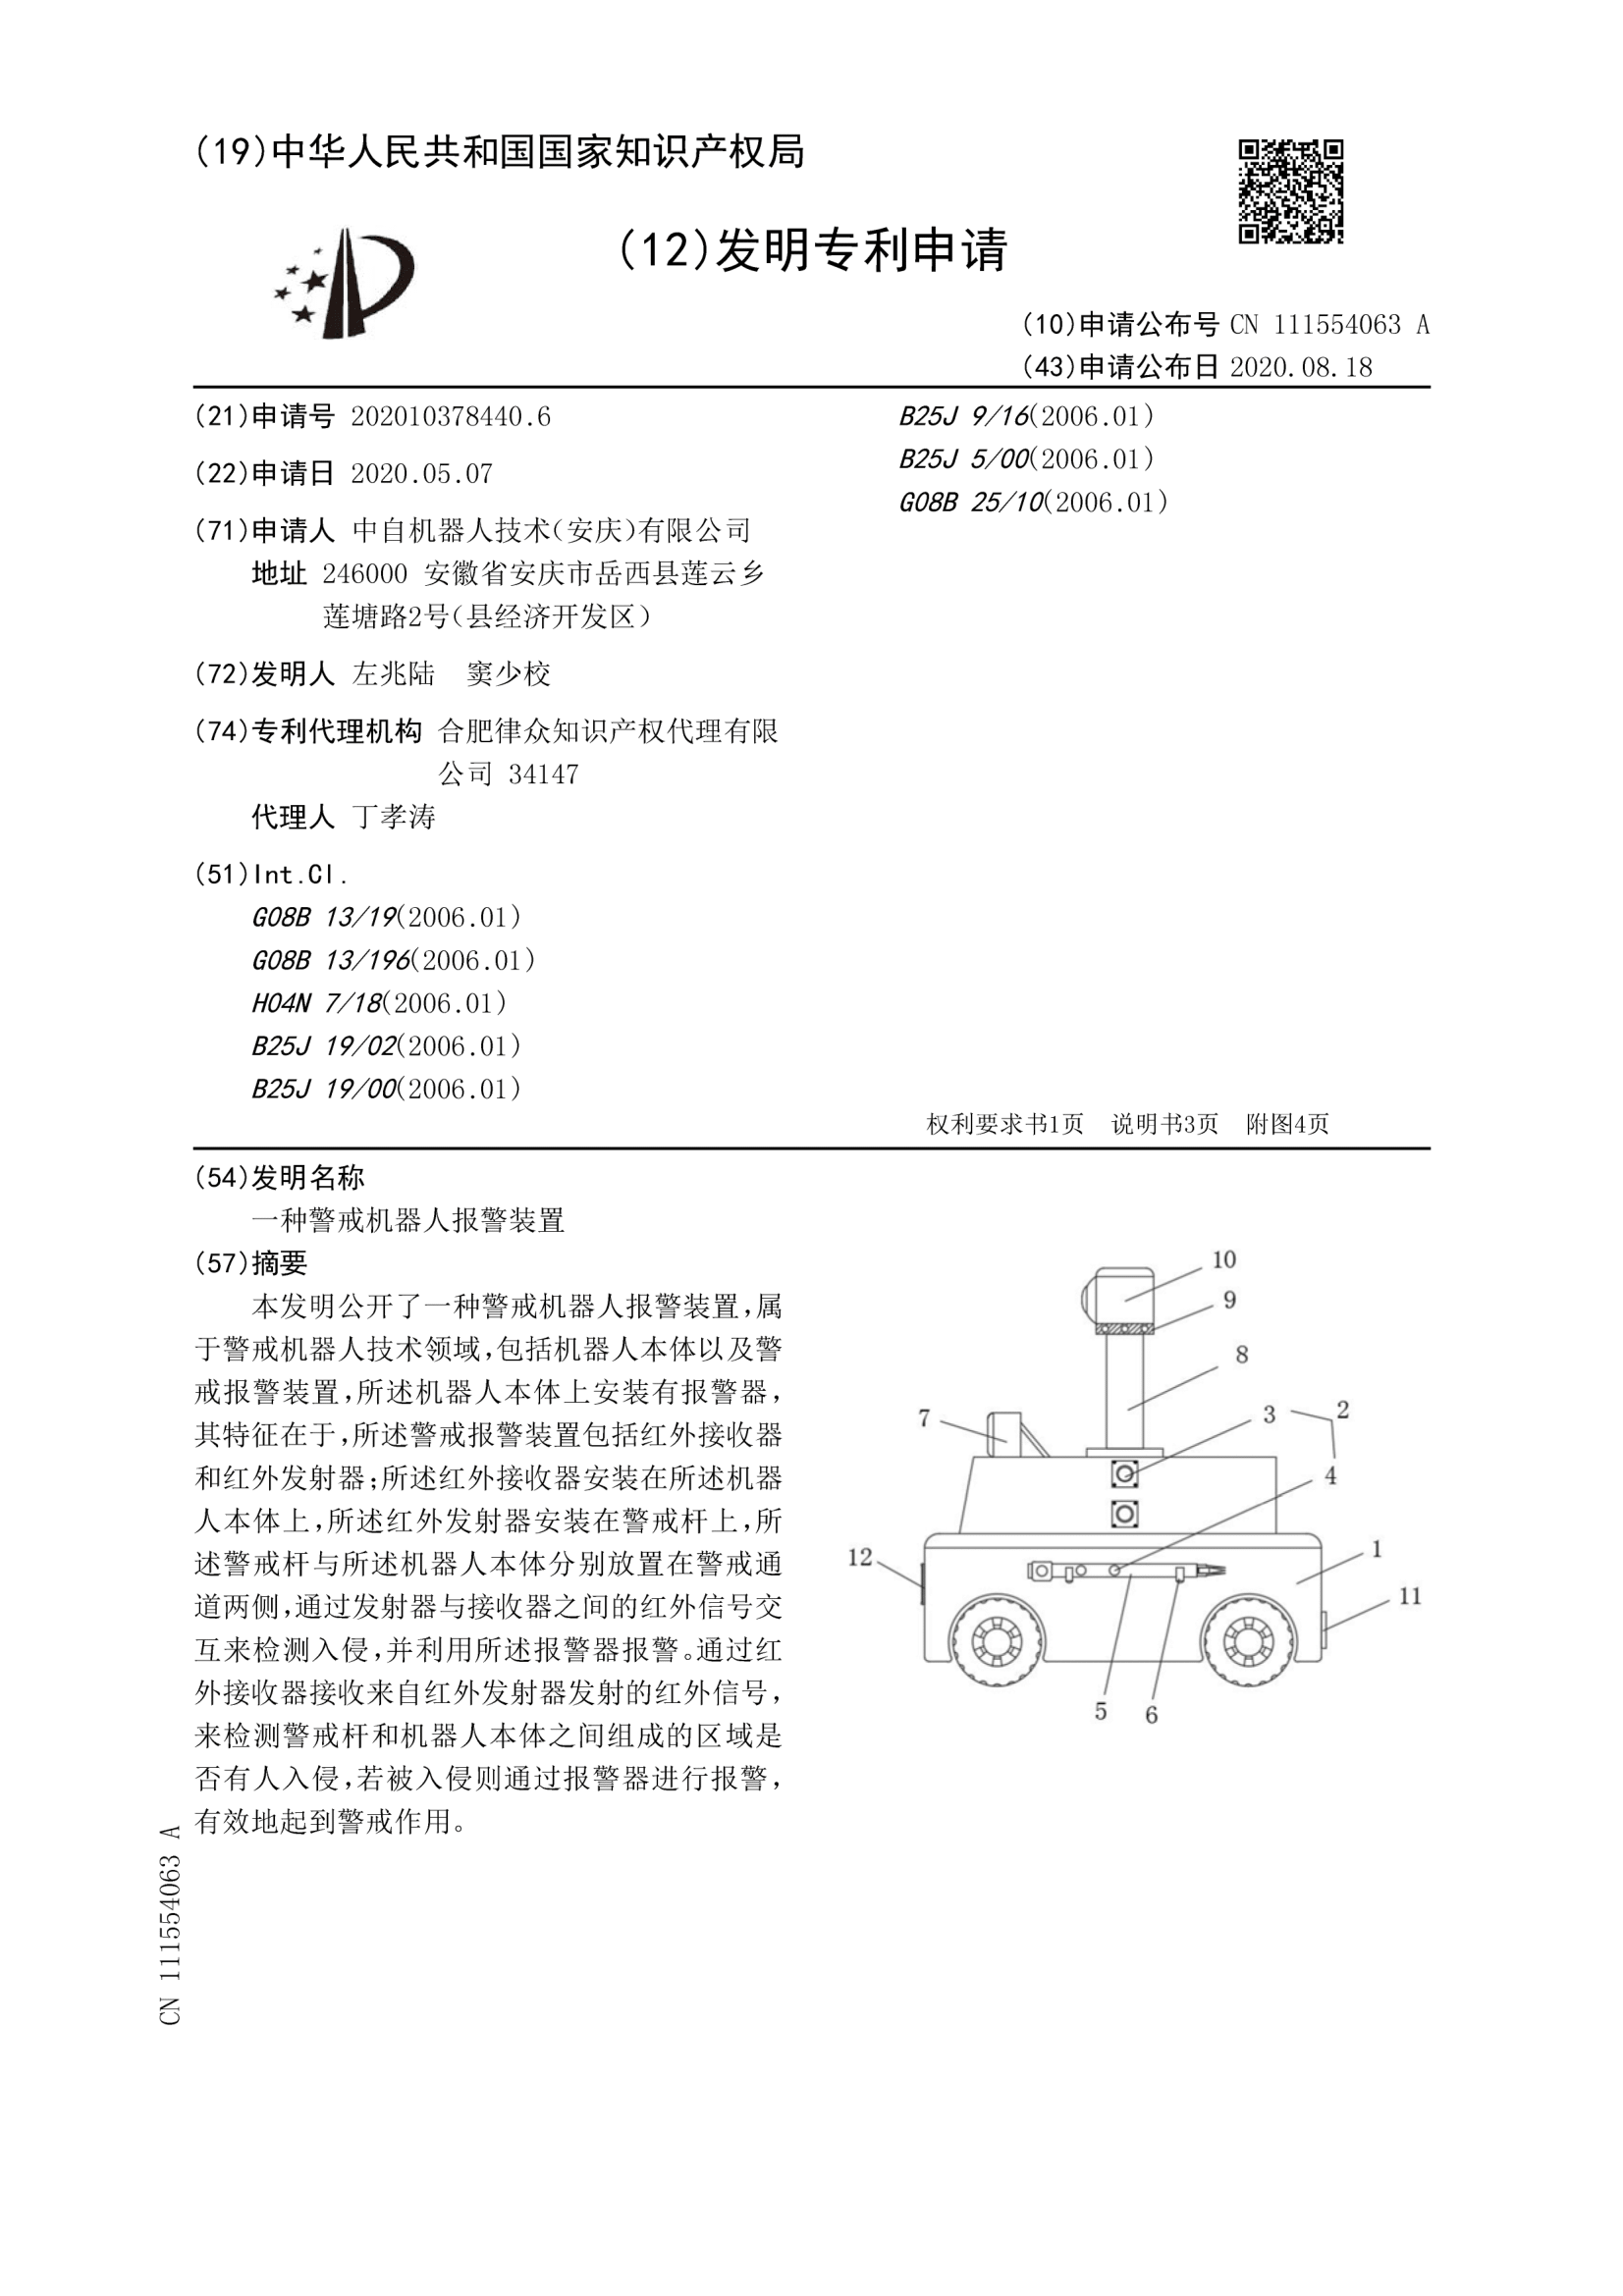 (19)中华人民共和国国家知识产权局
(12)发明专利申请
(10)申请公布号 CN 111554063 A
(43)申请公布日 2020.08.18
(21)申请号 202010378440.6
(22)申请日 2020.05.07
(71)申请人 中自机器人技术(安庆)有限公司
地址 246000 安徽省安庆市岳西县莲云乡
莲塘路2号(县经济开发区)
(72)发明人 左兆陆 窦少校
(74)专利代理机构 合肥律众知识产权代理有限
公司 34147
代理人 丁孝涛
(51)Int.Cl.
G08B 13/19(2006.01)
G08B 13/196(2006.01)
H04N 7/18(2006.01)
B25J 19/02(2006.01)
B25J 19/00(2006.01)
B25J 9/16(2006.01)
B25J 5/00(2006.01)
G08B 25/10(2006.01)
权利要求书1页 说明书3页 附图4页
(54)发明名称
一种警戒机器人报警装置
(57)摘要
本发明公开了一种警戒机器人报警装置,属
于警戒机器人技术领域,包括机器人本体以及警
戒报警装置,所述机器人本体上安装有报警器,
其特征在于,所述警戒报警装置包括红外接收器
和红外发射器;所述红外接收器安装在所述机器
人本体上,所述红外发射器安装在警戒杆上,所
述警戒杆与所述机器人本体分别放置在警戒通
道两侧,通过发射器与接收器之间的红外信号交
互来检测入侵,并利用所述报警器报警。通过红
外接收器接收来自红外发射器发射的红外信号,
来检测警戒杆和机器人本体之间组成的区域是
否有人入侵,若被入侵则通过报警器进行报警,
有效地起到警戒作用。
10
9
8
7
3
2
4
12
1
11
5
6
CN 111554063 A